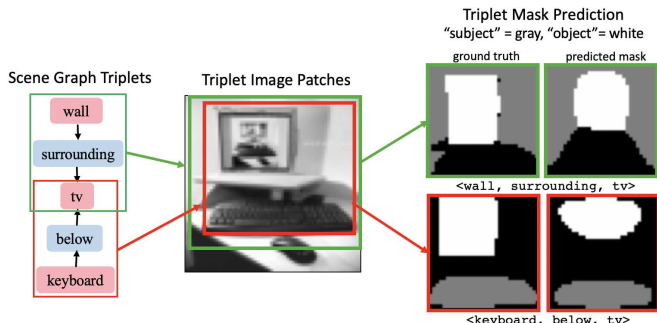 Triplet Mask Prediction
“subject” = gray, “object”= white
ground truth predicted mask
Scene Graph Triplets
Triplet Image Patches
wall
surrounding
tv
below
keyboard
<wall, surrounding, tv>
<keyboard, below, tv>